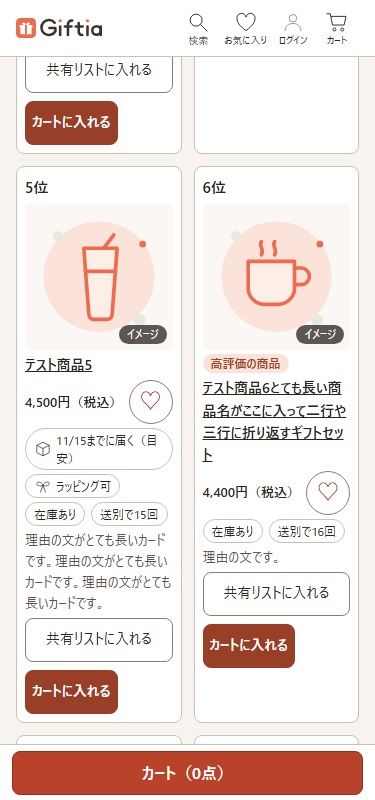 Giftia
検索
お気に入り
ログイン
カート
共有リストに入れる
カートに入れる
5位
イメージ
テスト商品5
4,500円（税込）
11/15までに届く（目
安）
ラッピング可
在庫あり
送別で15回
理由の文がとても長いカード
です。理由の文がとても長い
カードです。理由の文がとても
長いカードです。
共有リストに入れる
カートに入れる
6位
イメージ
高評価の商品
テスト商品6とても長い商
品名がここに入って二行や
三行に折り返すギフトセッ
ト
4,400円（税込）
在庫あり
送別で16回
理由の文です。
共有リストに入れる
カートに入れる
カート（0点）